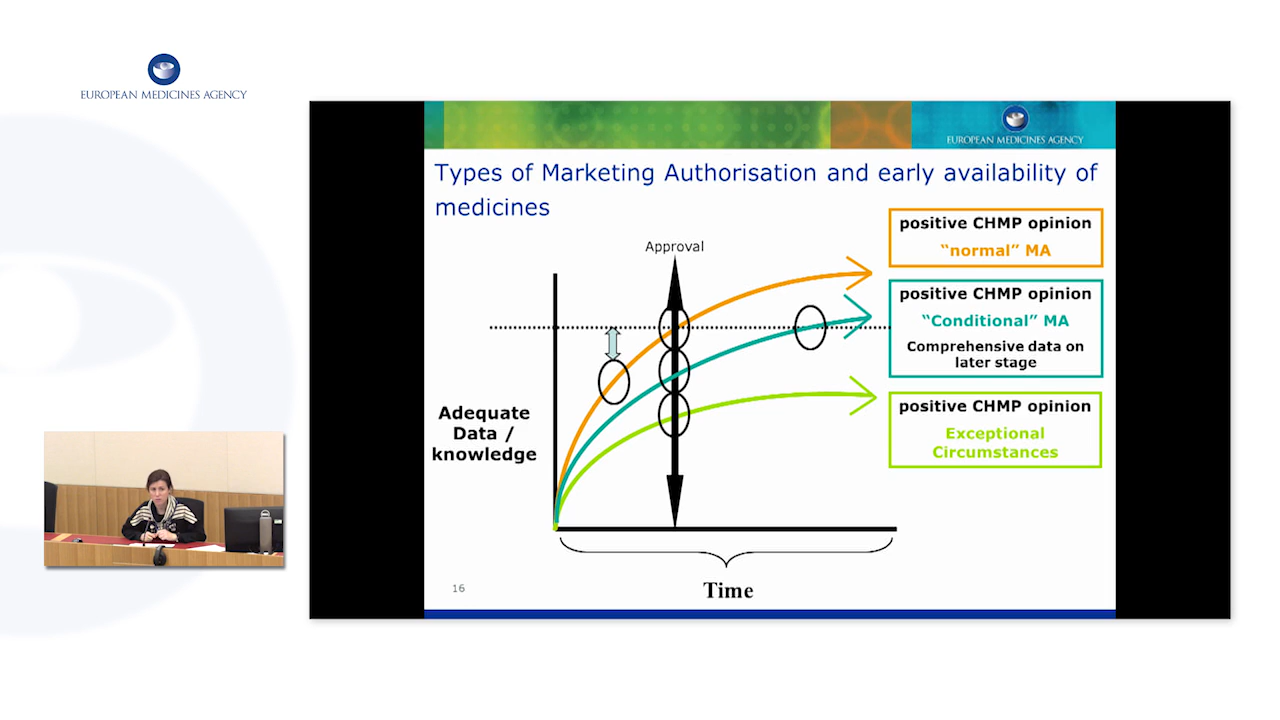 EUROPEAN MEDICINES AGENCY
EUROPEAN MEDICINES AGENCY
Types of Marketing Authorisation and early availability of
medicines
Approval
positive CHMP opinion
“normal” MA
positive CHMP opinion
“Conditional” MA
Comprehensive data on
later stage
positive CHMP opinion
Exceptional
Circumstances
Adequate
Data /
knowledge
Time
16